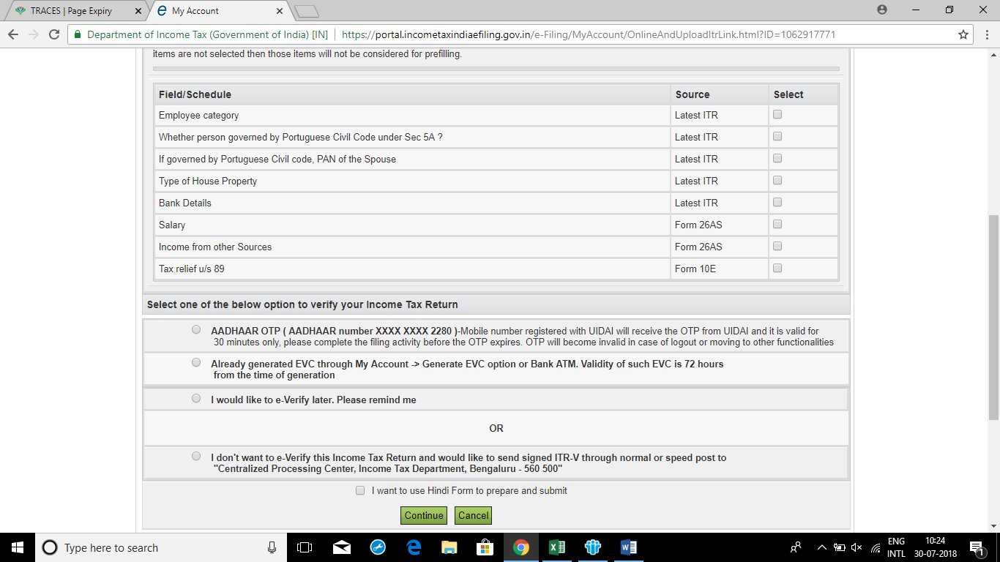 TRACES | Page Expiry
My Account
Department of Income Tax (Government of India) [IN] https://portal.incometaxindiaefiling.gov.in/e-Filing/MyAccount/OnlineAndUploadItrLink.html?ID=1062917771
items are not selected then those items will not be considered for prefilling.
Field/Schedule Source Select
Employee category Latest ITR
Whether person governed by Portuguese Civil Code under Sec 5A ? Latest ITR
If governed by Portuguese Civil code, PAN of the Spouse Latest ITR
Type of House Property Latest ITR
Bank Details Latest ITR
Salary Form 26AS
Income from other Sources Form 26AS
Tax relief u/s 89 Form 10E
Select one of the below option to verify your Income Tax Return
AADHAAR OTP ( AADHAAR number XXXX XXXX 2280 )-Mobile number registered with UIDAI will receive the OTP from UIDAI and it is valid for
30 minutes only, please complete the filing activity before the OTP expires. OTP will become invalid in case of logout or moving to other functionalities
Already generated EVC through My Account -> Generate EVC option or Bank ATM. Validity of such EVC is 72 hours
from the time of generation
I would like to e-Verify later. Please remind me
OR
I don't want to e-Verify this Income Tax Return and would like to send signed ITR-V through normal or speed post to
"Centralized Processing Center, Income Tax Department, Bengaluru - 560 500"
I want to use Hindi Form to prepare and submit
Continue Cancel
Type here to search
ENG
INTL
10:24
30-07-2018
1